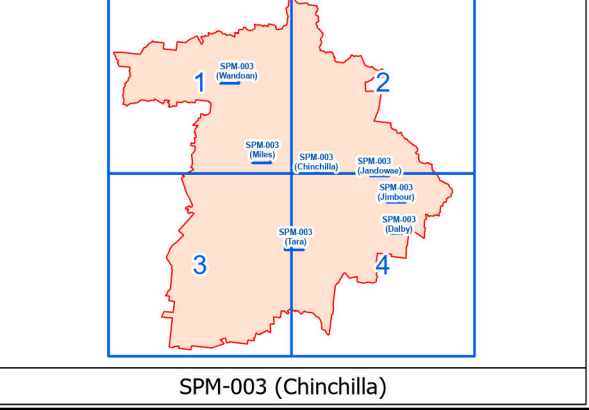 1
SPM-003
(Wandoan)
2
SPM-003
(Miles)
SPM-003
(Chinchilla)
SPM-003
(Jandowae)
SPM-003
(Jimbour)
SPM-003
(Dalby)
SPM-003
(Tara)
3
4
SPM-003 (Chinchilla)